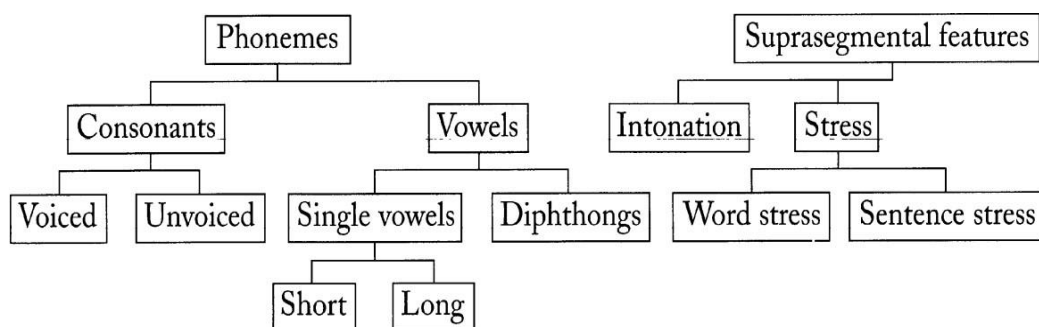 Phonemes
Suprasegmental features
Consonants
Vowels
Intonation
Stress
Voiced
Unvoiced
Single vowels
Diphthongs
Word stress
Sentence stress
Short
Long